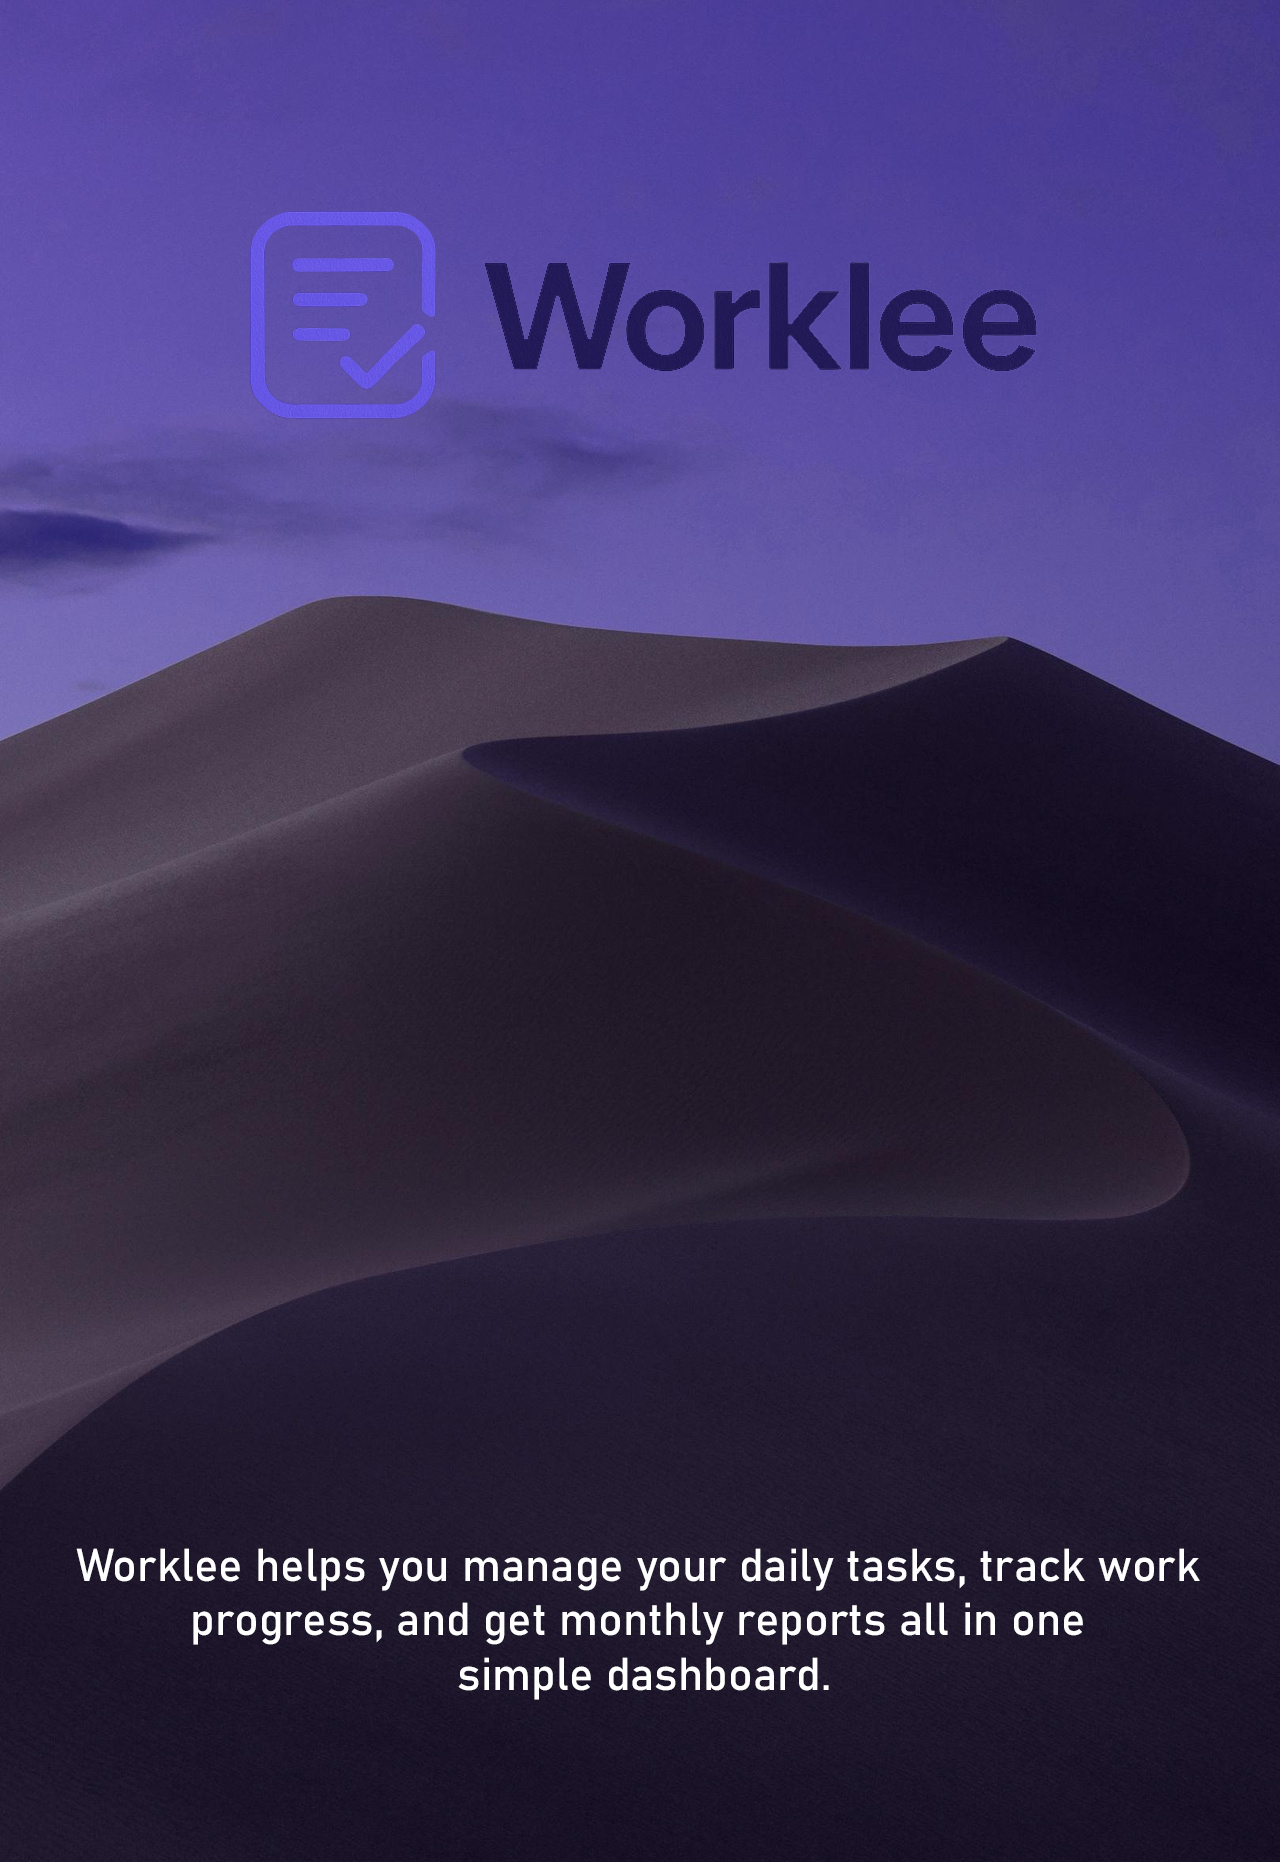 Worklee
Worklee helps you manage your daily tasks, track work
progress, and get monthly reports all in one
simple dashboard.